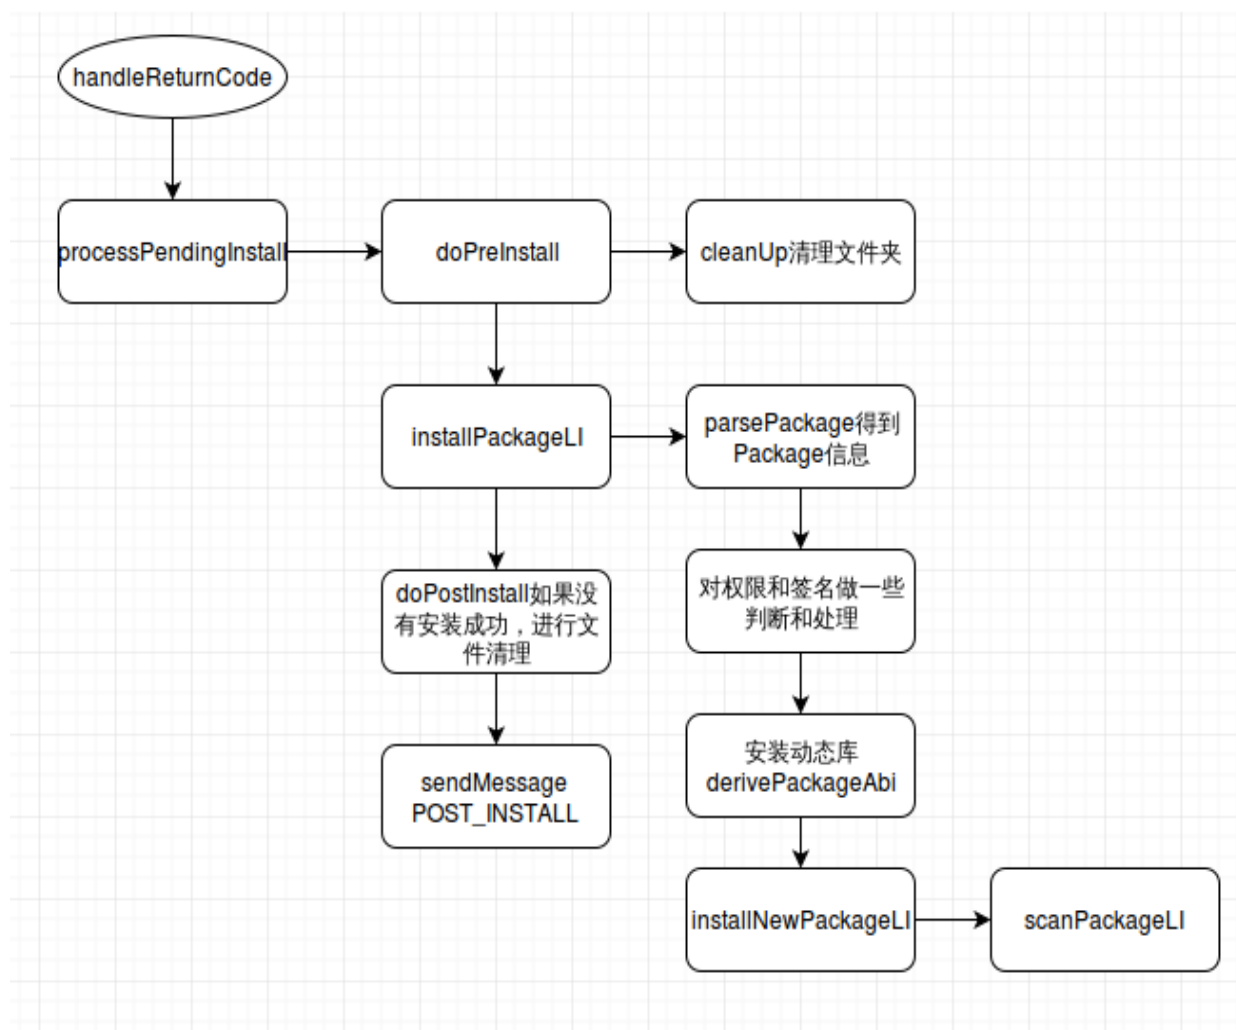 handleReturnCode
processPendingInstall
doPreInstall
cleanUp清理文件夹
installPackageLI
parsePackage得到
Package信息
doPostInstall如果没
有安装成功，进行文
件清理
对权限和签名做一些
判断和处理
sendMessage
POST_INSTALL
安装动态库
derivePackageAbi
installNewPackageLI
scanPackageLI